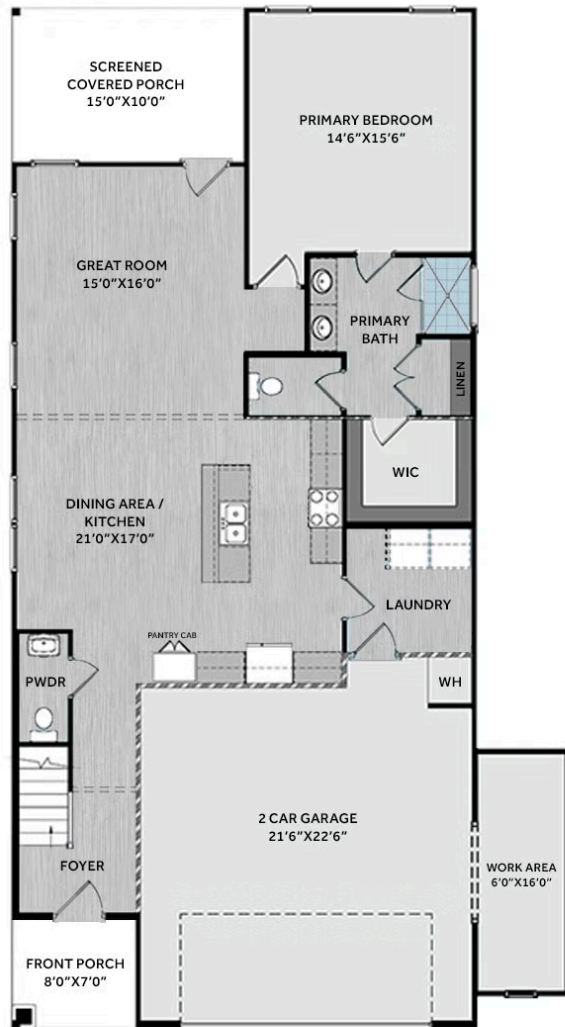 SCREENED
COVERED PORCH
15'0"X10'0"
PRIMARY BEDROOM
14'6"X15'6"
GREAT ROOM
15'0"X16'0"
PRIMARY
BATH
LINEN
WIC
DINING AREA /
KITCHEN
21'0"X17'0"
LAUNDRY
PANTRY CAB
PWDR
WH
2 CAR GARAGE
21'6"X22'6"
WORK AREA
6'0"X16'0"
FOYER
FRONT PORCH
8'0"X7'0"